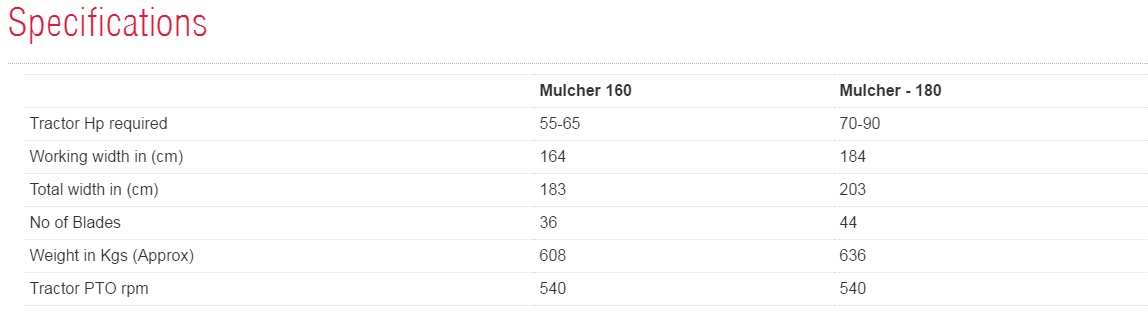 Specifications
Mulcher 160 Mulcher - 180
Tractor Hp required 55-65 70-90
Working width in (cm) 164 184
Total width in (cm) 183 203
No of Blades 36 44
Weight in Kgs (Approx) 608 636
Tractor PTO rpm 540 540